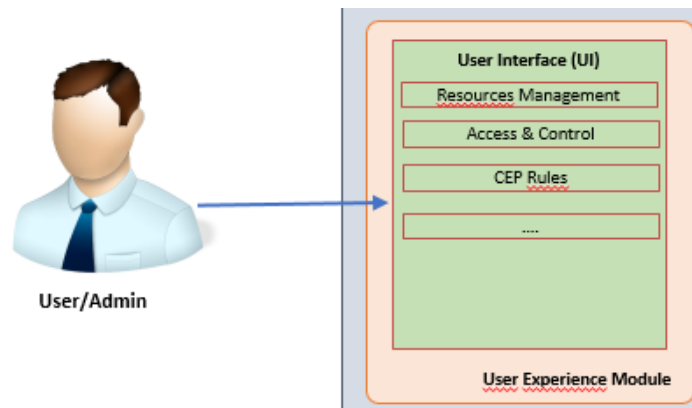 User Interface (UI)
Resources Management
Access & Control
CEP Rules
....
User/Admin
User Experience Module